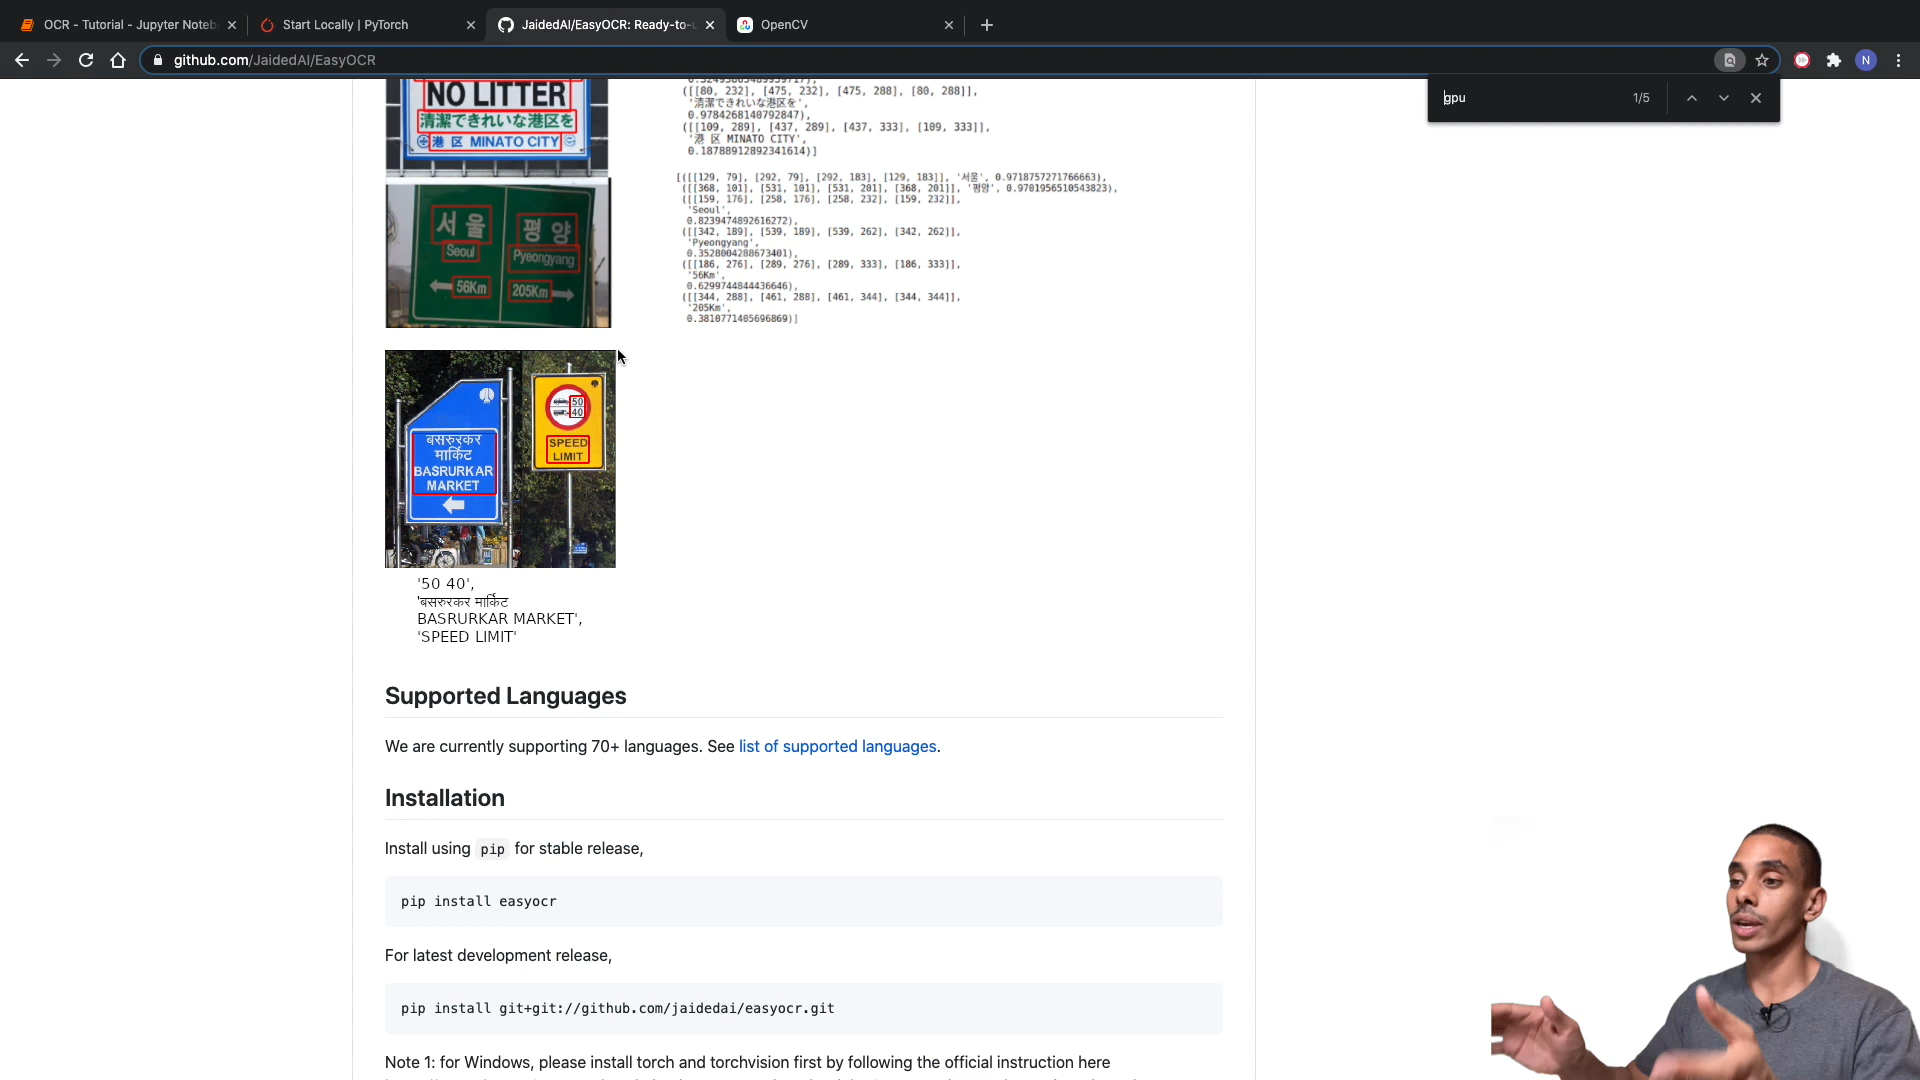 OCR - Tutorial - Jupyter Noteb
Start Locally | PyTorch
JaidedAI/EasyOCR: Ready-to-u
OpenCV
github.com/JaidedAI/EasyOCR
N
gpu
1/5
NO LITTER
清潔できれいな港区を
港 区 MINATO CITY
([[80, 232], [475, 232], [475, 288], [80, 288]],
'清潔できれいな港区を',
0.9784268140792847),
([[109, 289], [437, 289], [437, 333], [109, 333]],
'港 区 MINATO CITY',
0.18788912892341614)]
서울
평양
Seoul
Pyeongyang
56Km
205Km
[([[129, 79], [292, 79], [292, 183], [129, 183]], '서울', 0.9718757271766663),
([[368, 101], [531, 101], [531, 201], [368, 201]], '평양', 0.9701956510543823),
([[159, 176], [258, 176], [258, 232], [159, 232]],
'Seoul',
0.8239474892616272),
([[342, 189], [539, 189], [539, 262], [342, 262]],
'Pyeongyang',
0.3528004288673401),
([[186, 276], [289, 276], [289, 333], [186, 333]],
'56Km',
0.6299744844436646),
([[344, 288], [461, 288], [461, 344], [344, 344]],
'205Km',
0.3810771405696869)]
बसरुरकर
मार्किट
BASRURKAR
MARKET
50
40
SPEED
LIMIT
'50 40',
'बसरुरकर मार्किट
BASRURKAR MARKET',
'SPEED LIMIT'
Supported Languages
We are currently supporting 70+ languages. See list of supported languages.
Installation
Install using pip for stable release,
pip install easyocr
For latest development release,
pip install git+git://github.com/jaidedai/easyocr.git
Note 1: for Windows, please install torch and torchvision first by following the official instruction here